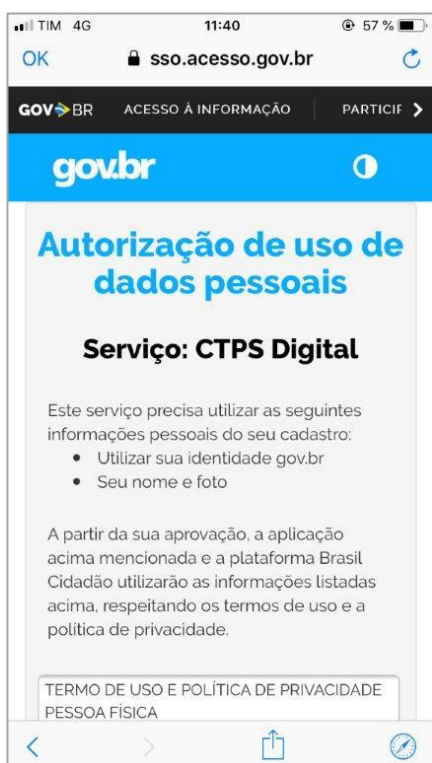 TIM 4G 11:40 57 %
OK sso.acesso.gov.br
GOV BR ACESSO À INFORMAÇÃO PARTICIF
gov.br
Autorização de uso de
dados pessoais
Serviço: CTPS Digital
Este serviço precisa utilizar as seguintes
informações pessoais do seu cadastro:
• Utilizar sua identidade gov.br
• Seu nome e foto
A partir da sua aprovação, a aplicação
acima mencionada e a plataforma Brasil
Cidadão utilizarão as informações listadas
acima, respeitando os termos de uso e a
política de privacidade.
TERMO DE USO E POLÍTICA DE PRIVACIDADE
PESSOA FÍSICA